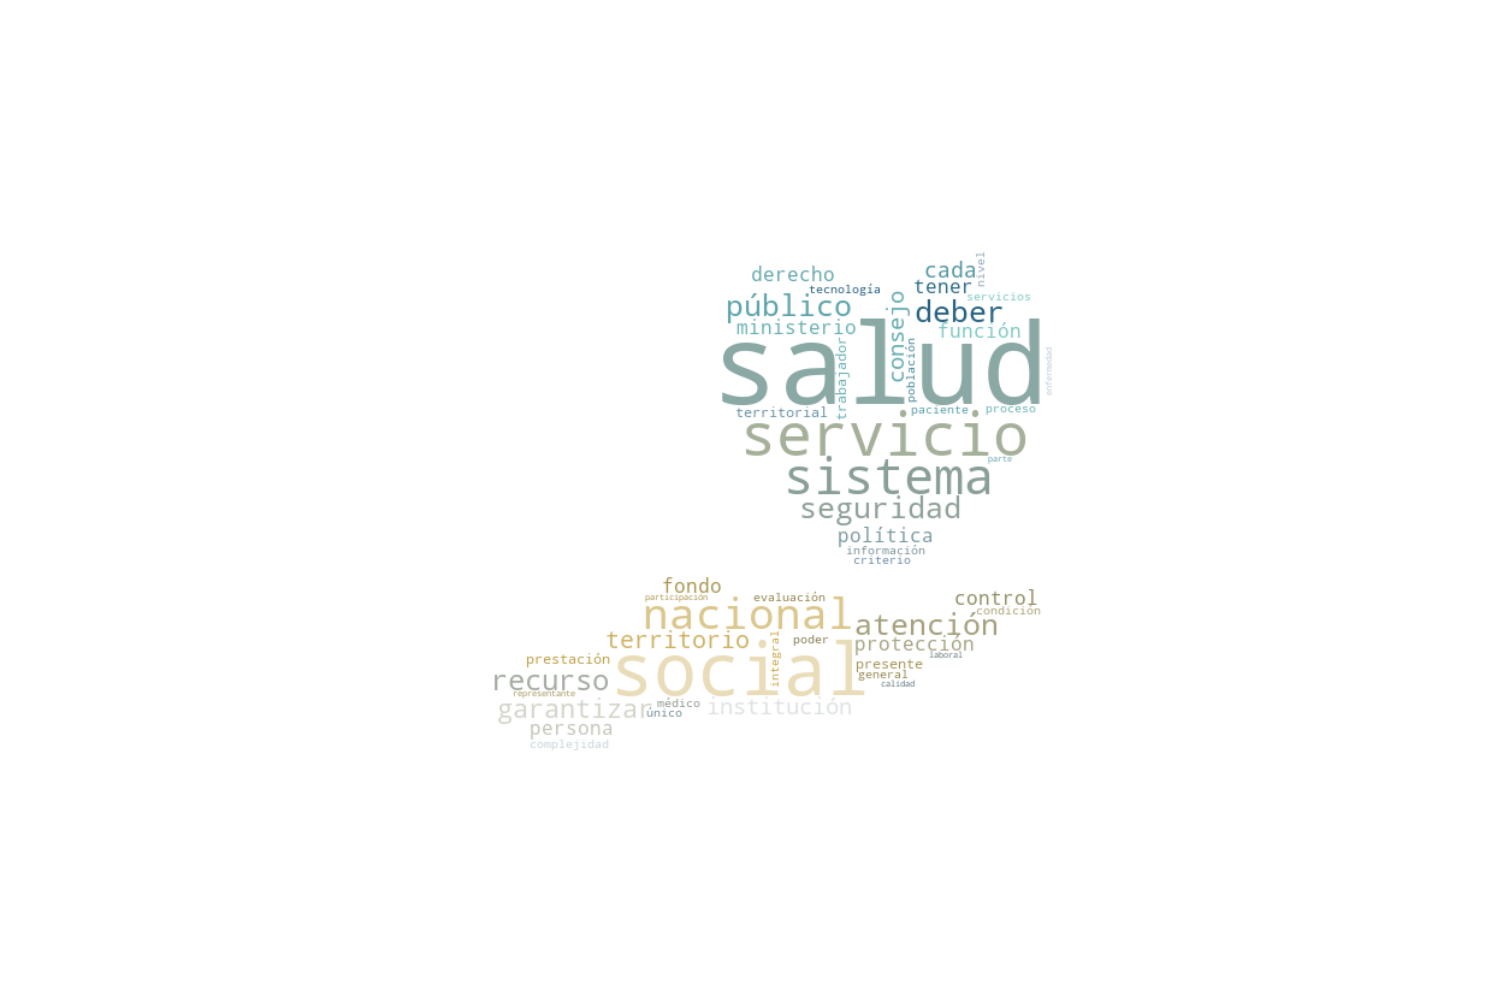 nivel
derecho
cada
tecnología
tener
servicios
público
deber
consejo
ministerio
función
salud
trabajador
población
enfermedad
territorial
paciente
proceso
servicio
parte
sistema
seguridad
política
información
criterio
fondo
participación
evaluación
control
nacional
condición
atención
territorio
integral
poder
protección
laboral
prestación
social
presente
recurso
general
calidad
representante
garantizar
médico
único
institución
persona
complejidad